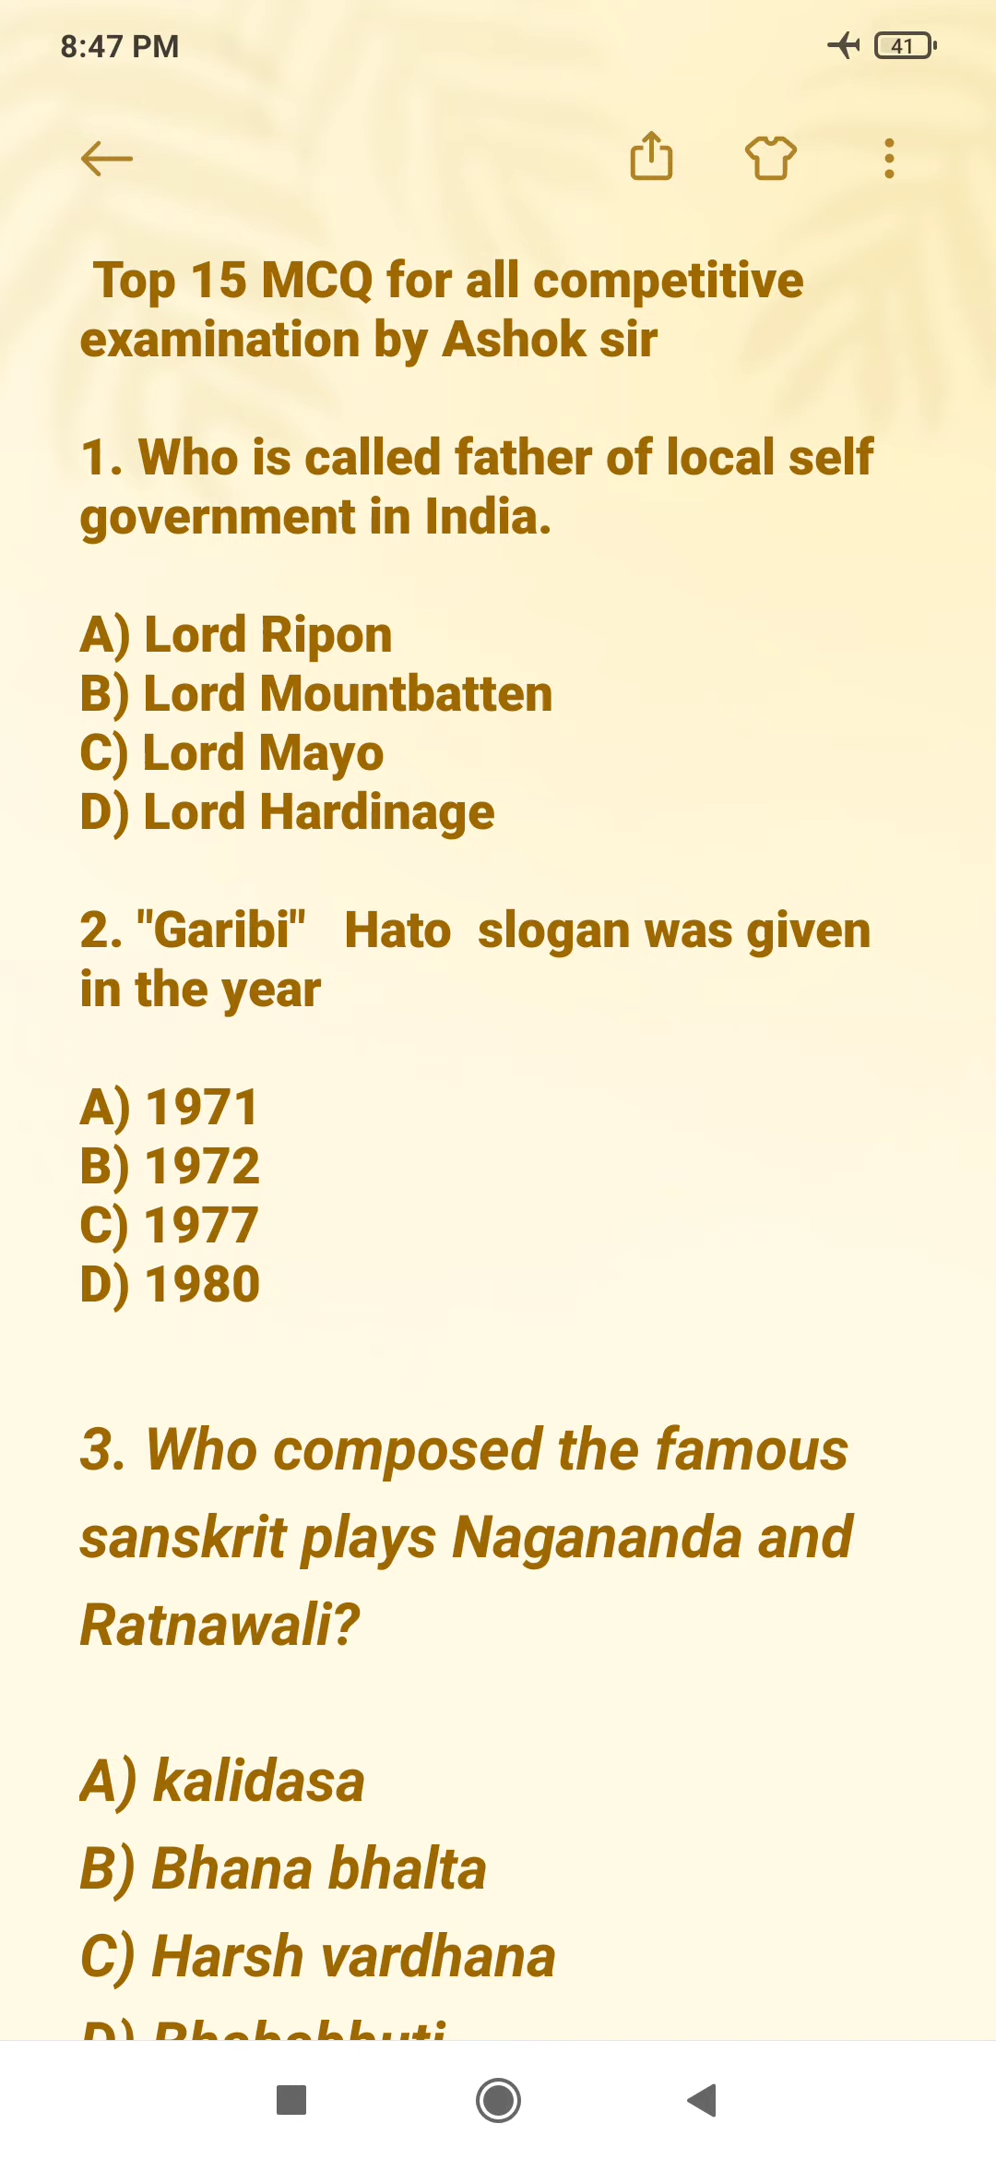 8:47 PM
41
Top 15 MCQ for all competitive
examination by Ashok sir
1. Who is called father of local self
government in India.
A) Lord Ripon
B) Lord Mountbatten
C) Lord Mayo
D) Lord Hardinage
2. "Garibi" Hato slogan was given
in the year
A) 1971
B) 1972
C) 1977
D) 1980
3. Who composed the famous
sanskrit plays Nagananda and
Ratnawali?
A) kalidasa
B) Bhana bhalta
C) Harsh vardhana
D)